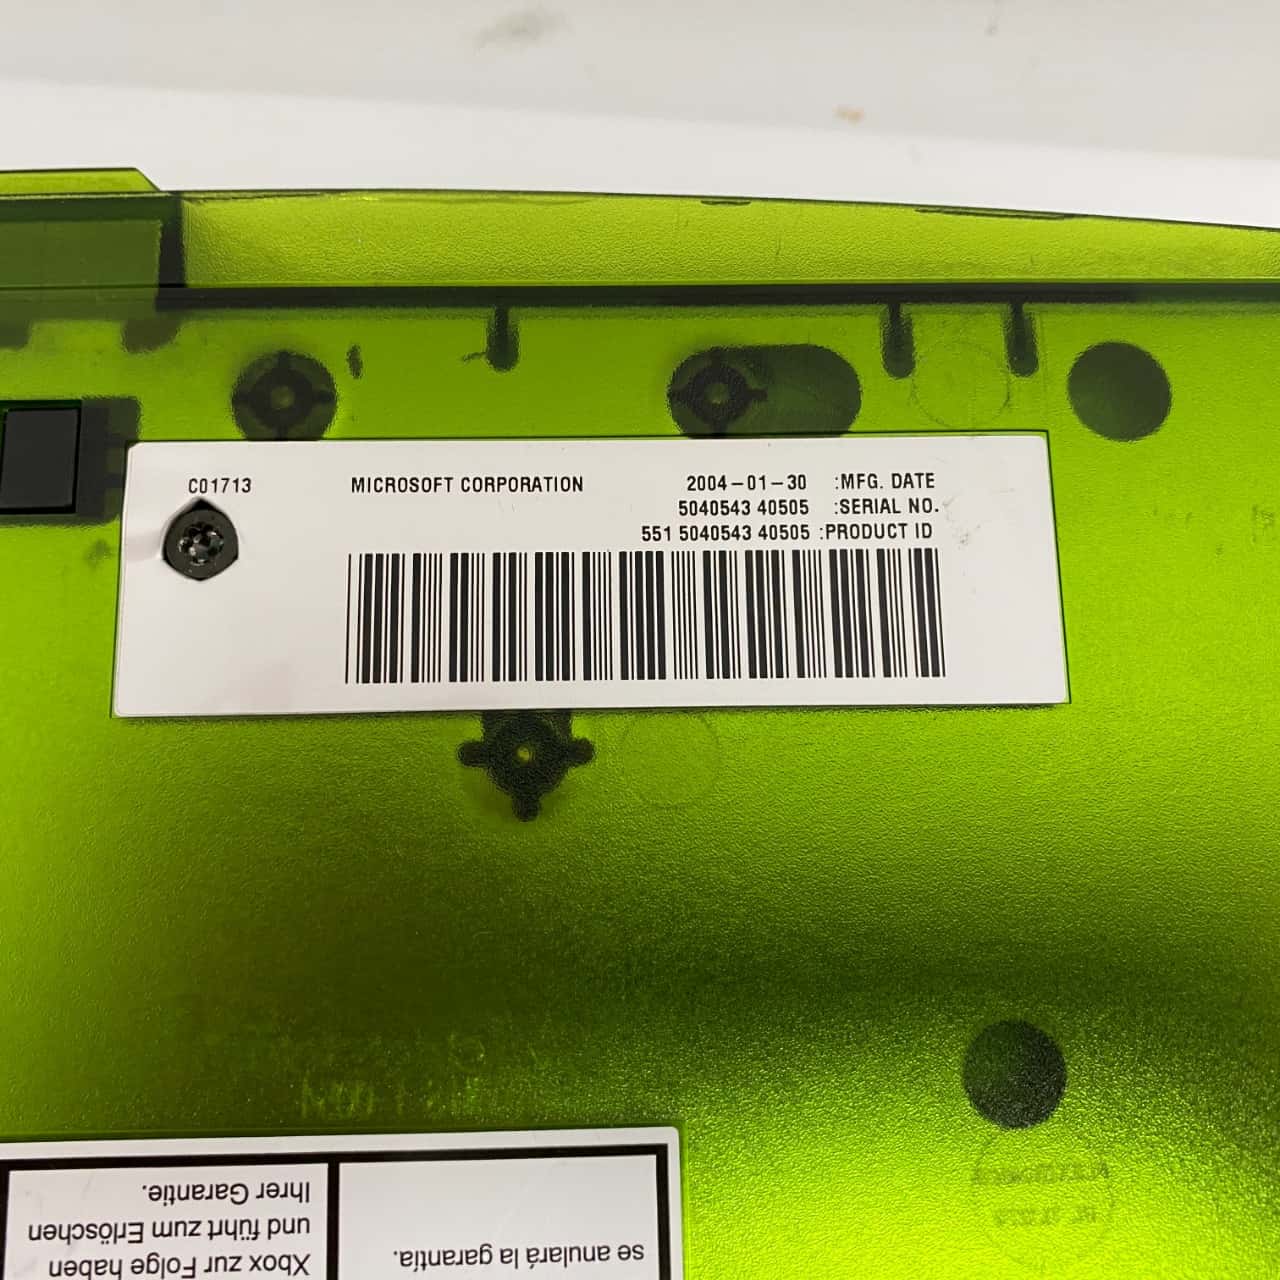 C01713 MICROSOFT CORPORATION 2004-01-30 :MFG. DATE
5040543 40505 :SERIAL NO.
551 5040543 40505 :PRODUCT ID
se anulará la garantía.
Xbox zur Folge haben
und führt zum Erlöschen
Ihrer Garantie.